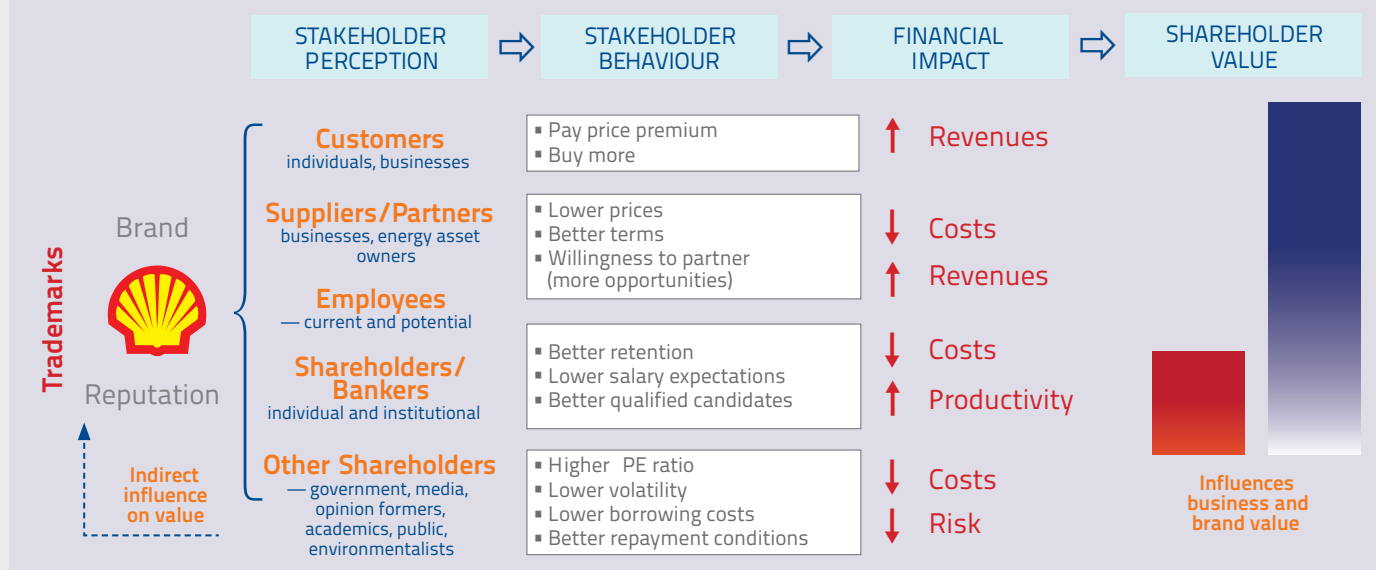 STAKEHOLDER
PERCEPTION
STAKEHOLDER
BEHAVIOUR
FINANCIAL
IMPACT
SHAREHOLDER
VALUE
Trademarks
Brand
Reputation
Indirect
influence
on value
Customers
individuals, businesses
Suppliers/Partners
businesses, energy asset
owners
Employees
— current and potential
Shareholders/
Bankers
individual and institutional
Other Shareholders
— government, media,
opinion formers,
academics, public,
environmentalists
▪ Pay price premium
▪ Buy more
▪ Lower prices
▪ Better terms
▪ Willingness to partner
(more opportunities)
▪ Better retention
▪ Lower salary expectations
▪ Better qualified candidates
▪ Higher PE ratio
▪ Lower volatility
▪ Lower borrowing costs
▪ Better repayment conditions
Revenues
Costs
Revenues
Costs
Productivity
Costs
Risk
Influences
business and
brand value